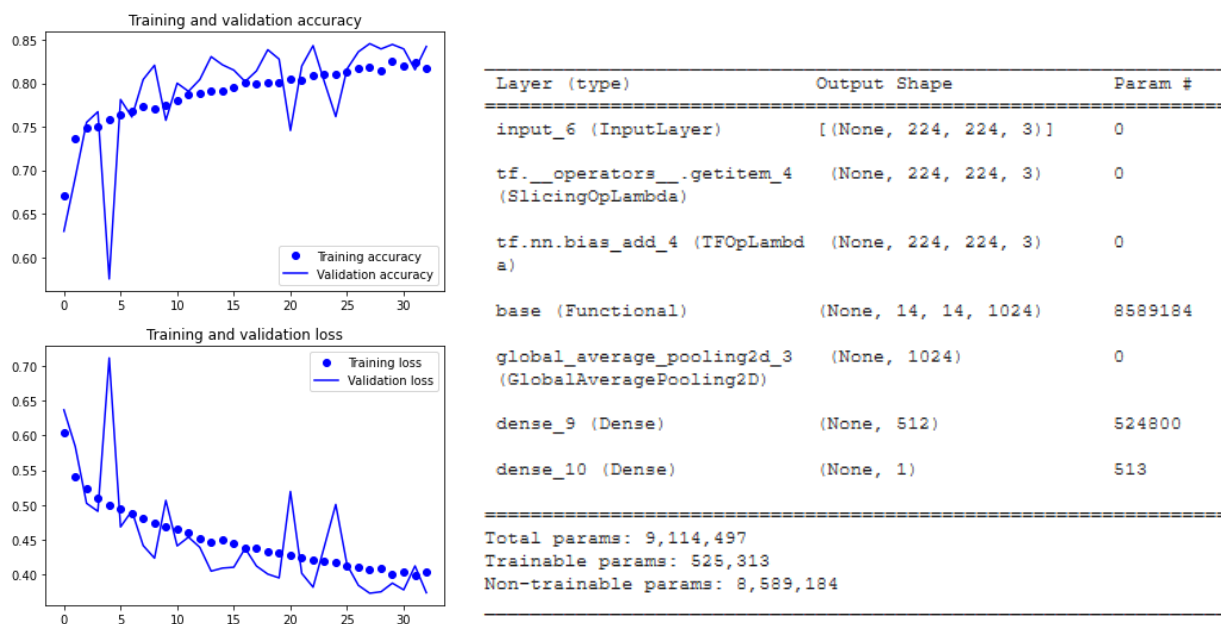 Training and validation accuracy
0.85
0.80
0.75
0.70
0.65
0.60
Training accuracy
Validation accuracy
0 5 10 15 20 25 30
Training and validation loss
0.70
0.65
0.60
0.55
0.50
0.45
0.40
Training loss
Validation loss
0 5 10 15 20 25 30
Layer (type) Output Shape Param #
input_6 (InputLayer) [(None, 224, 224, 3)] 0
tf.__operators__.getitem_4 (None, 224, 224, 3) 0
(SlicingOpLambda)
tf.nn.bias_add_4 (TFOpLambd (None, 224, 224, 3) 0
a)
base (Functional) (None, 14, 14, 1024) 8589184
global_average_pooling2d_3 (None, 1024) 0
(GlobalAveragePooling2D)
dense_9 (Dense) (None, 512) 524800
dense_10 (Dense) (None, 1) 513
Total params: 9,114,497
Trainable params: 525,313
Non-trainable params: 8,589,184